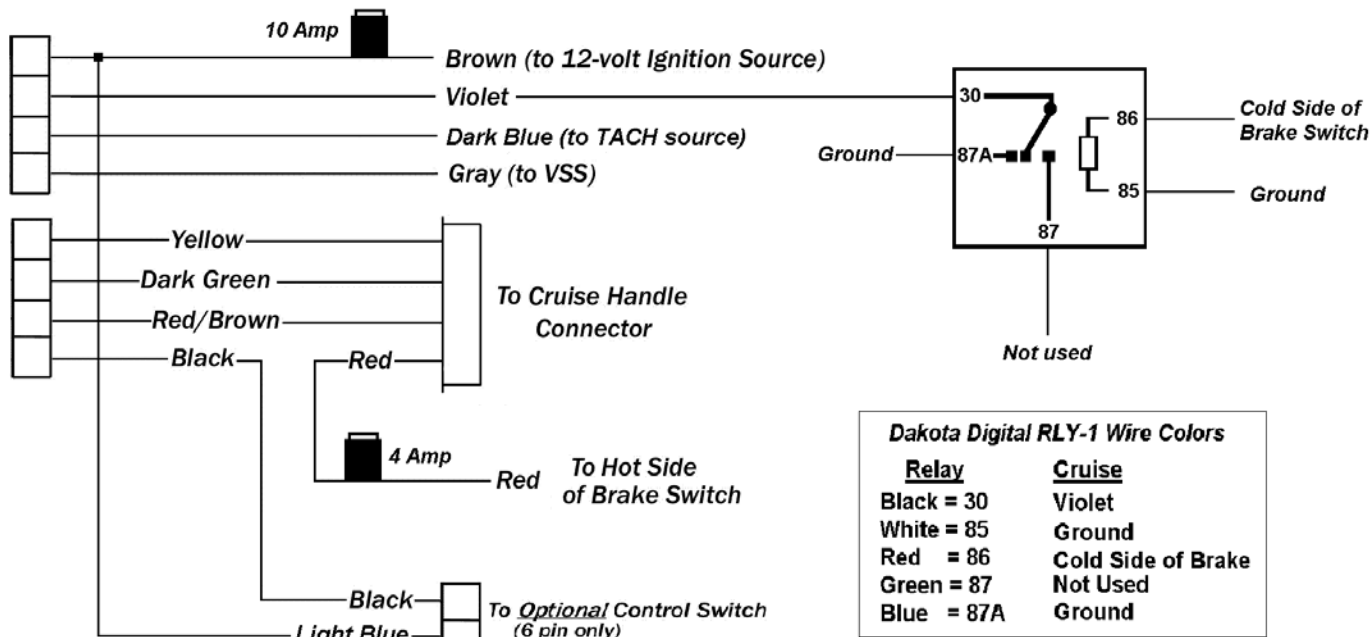 10 Amp
Brown (to 12-volt Ignition Source)
Violet
Dark Blue (to TACH source)
Gray (to VSS)
Yellow
Dark Green
Red/Brown
Black
Red
To Cruise Handle
Connector
4 Amp
Red
To Hot Side
of Brake Switch
Black
Light Blue
To Optional Control Switch
(6 pin only)
30
86
Cold Side of
Brake Switch
Ground
87A
85
Ground
87
Not used
Dakota Digital RLY-1 Wire Colors
Relay Cruise
Black = 30 Violet
White = 85 Ground
Red = 86 Cold Side of Brake
Green = 87 Not Used
Blue = 87A Ground